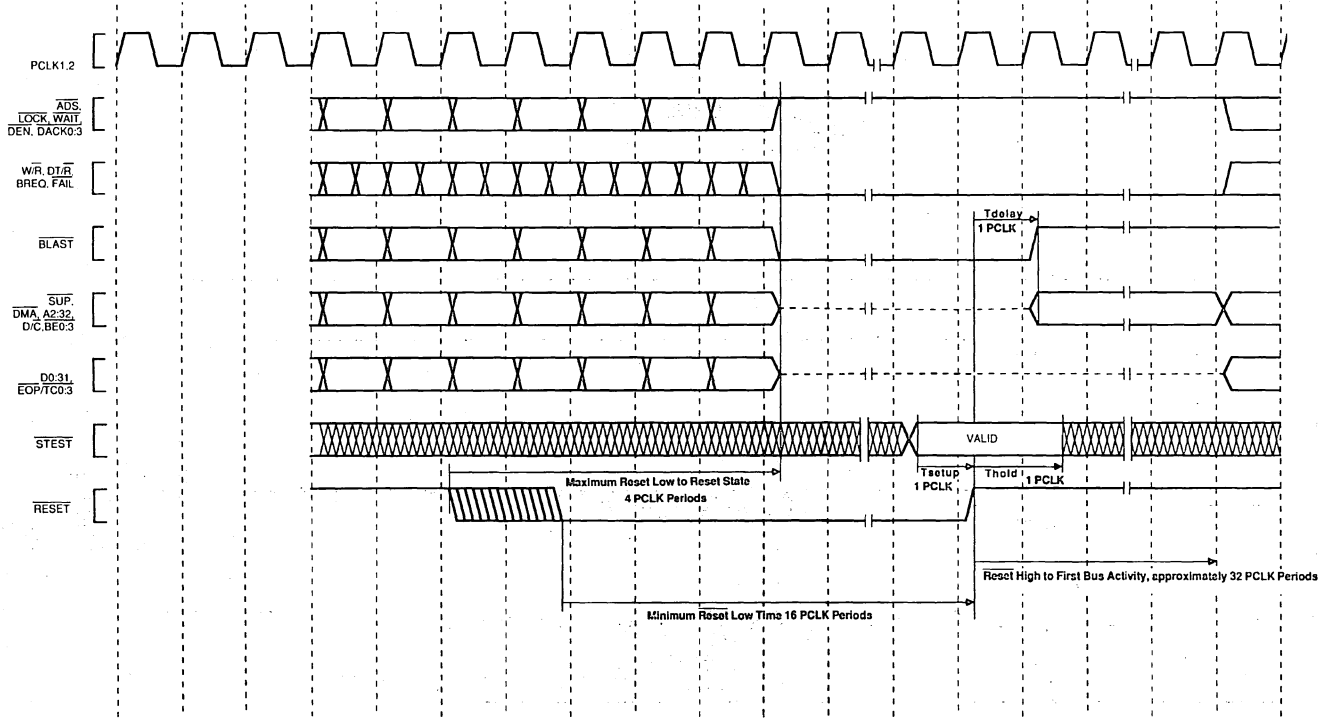 PCLK1,2
ADS,
LOCK, WAIT,
DEN, DACK0:3
W/R, DT/R,
BREQ, FAIL
BLAST
Tdelay
1 PCLK
SUP,
DMA, A2:32,
D/C,BE0:3
D0:31,
EOP/TC0:3
STEST
VALID
Maximum Reset Low to Reset State
4 PCLK Periods
Tsetup
1 PCLK
Thold
1 PCLK
RESET
Reset High to First Bus Activity, approximately 32 PCLK Periods
Minimum Reset Low Time 16 PCLK Periods